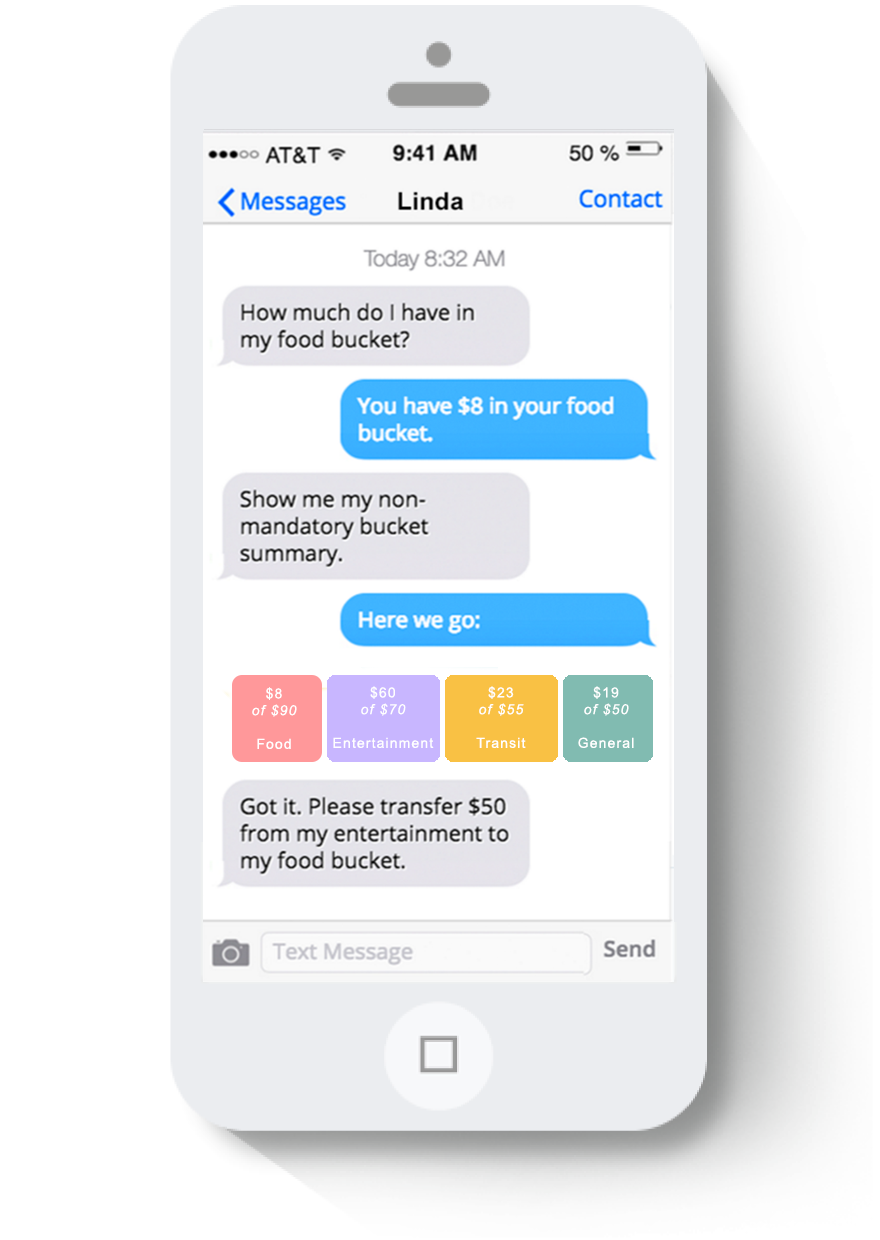 AT&T 9:41 AM 50 %
Messages Linda Contact
Today 8:32 AM
How much do I have in
my food bucket?
You have $8 in your food
bucket.
Show me my non-
mandatory bucket
summary.
Here we go:
$8
of $90
Food
$60
of $70
Entertainment
$23
of $55
Transit
$19
of $50
General
Got it. Please transfer $50
from my entertainment to
my food bucket.
Text Message Send